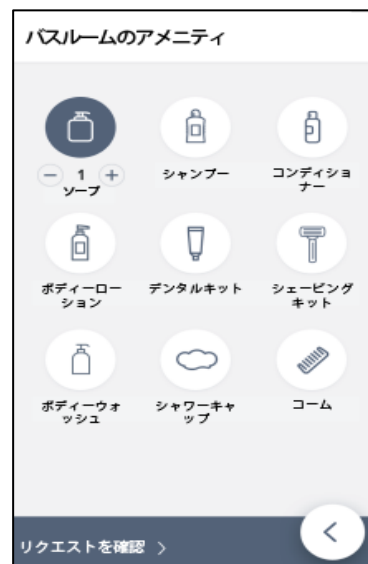 バスルームのアメニティ
1
ソープ
シャンプー
コンディショ
ナー
ボディーロー
ション
デンタルキット
シェービング
キット
ボディーウォ
ッシュ
シャワーキャ
ップ
コーム
リクエストを確認